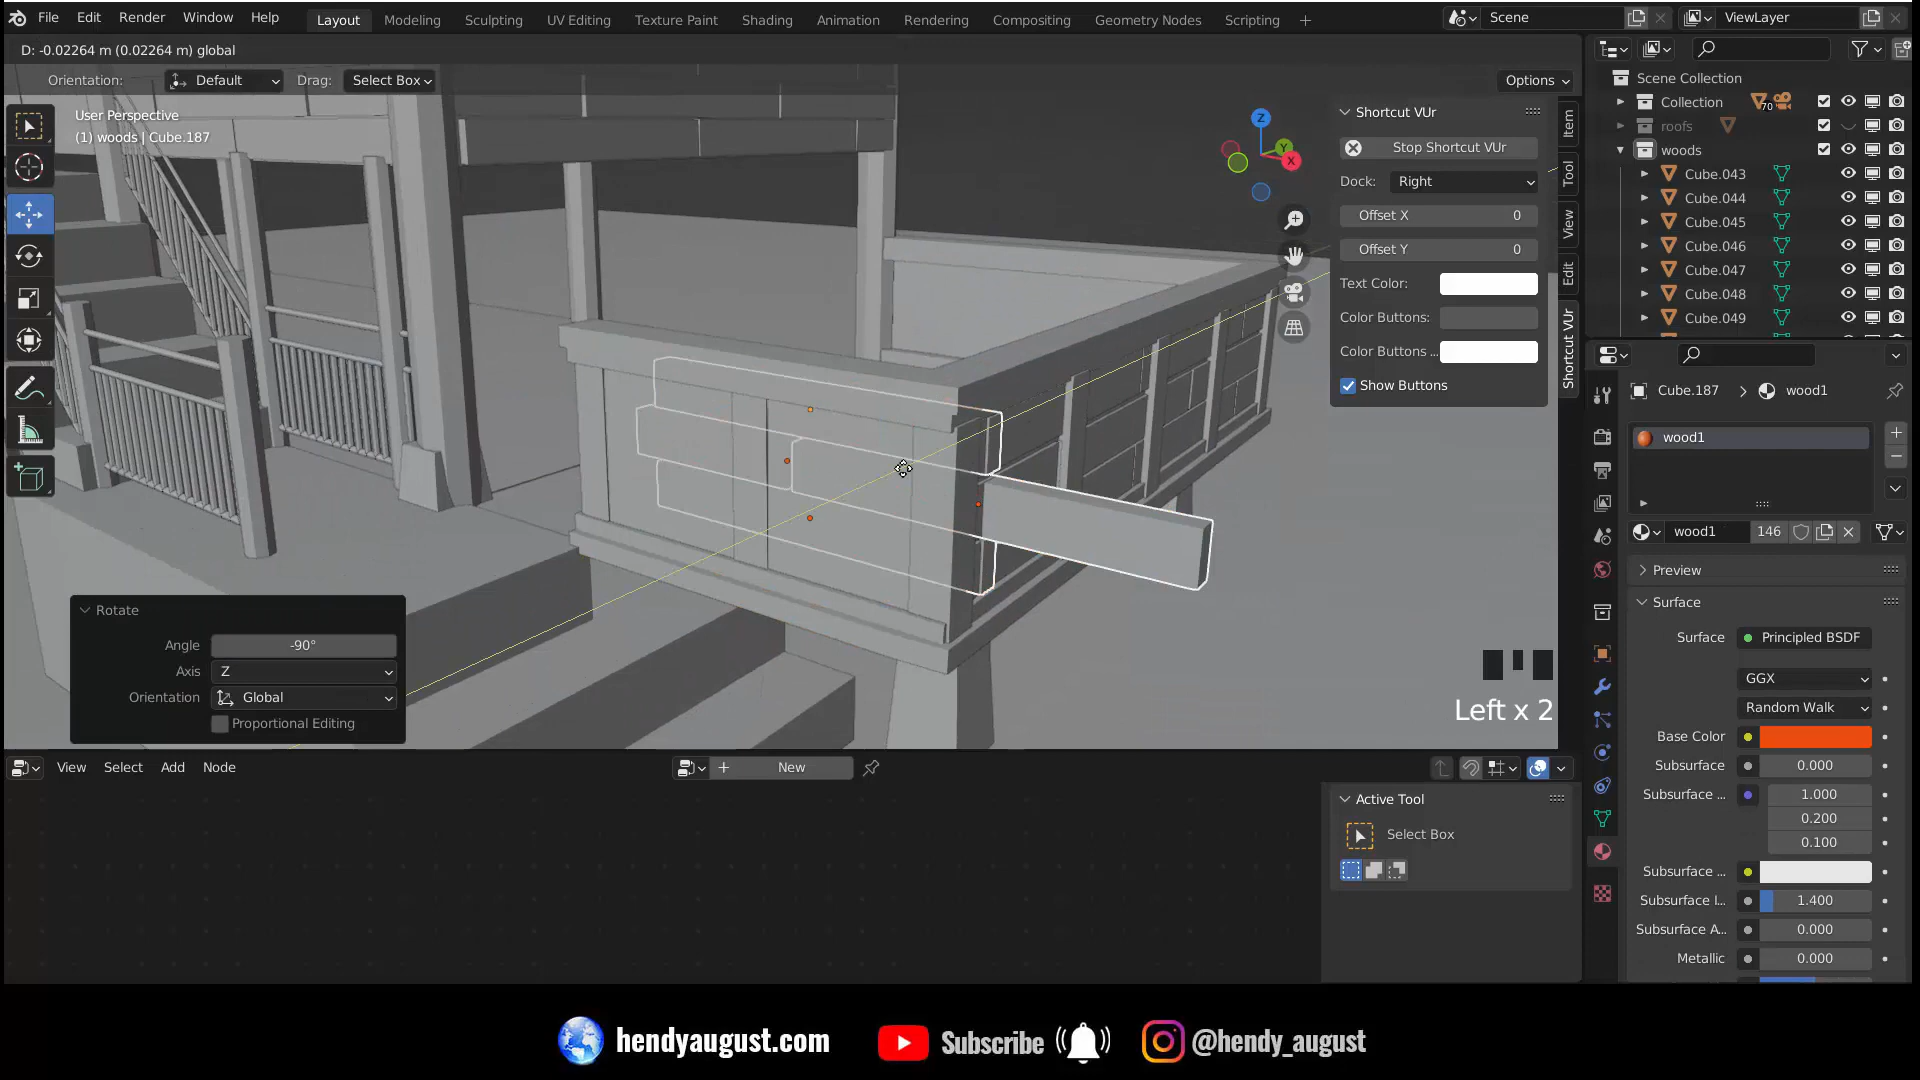 File Edit Render Window Help Layout Modeling Sculpting UV Editing Texture Paint Shading Animation Rendering Compositing Geometry Nodes Scripting + Scene ViewLayer
D: -0.02264 m (0.02264 m) global
Orientation: Default Drag: Select Box Options
User Perspective
(1) woods | Cube.187
Z
Y
X
Shortcut VUr
Stop Shortcut VUr
Dock: Right
Offset X 0
Offset Y 0
Text Color:
Color Buttons:
Color Buttons ...
Show Buttons
Item
Tool
View
Edit
Shortcut VUr
Scene Collection
Collection 70
roofs
woods
Cube.043
Cube.044
Cube.045
Cube.046
Cube.047
Cube.048
Cube.049
Cube.187 > wood1
wood1
wood1 146
Preview
Surface
Surface Principled BSDF
GGX
Random Walk
Base Color
Subsurface 0.000
Subsurface ... 1.000
0.200
0.100
Subsurface ...
Subsurface I... 1.400
Subsurface A... 0.000
Metallic 0.000
Rotate
Angle -90°
Axis Z
Orientation Global
Proportional Editing
Left x 2
View Select Add Node + New
Active Tool
Select Box
hendyaugust.com Subscribe @hendy_august